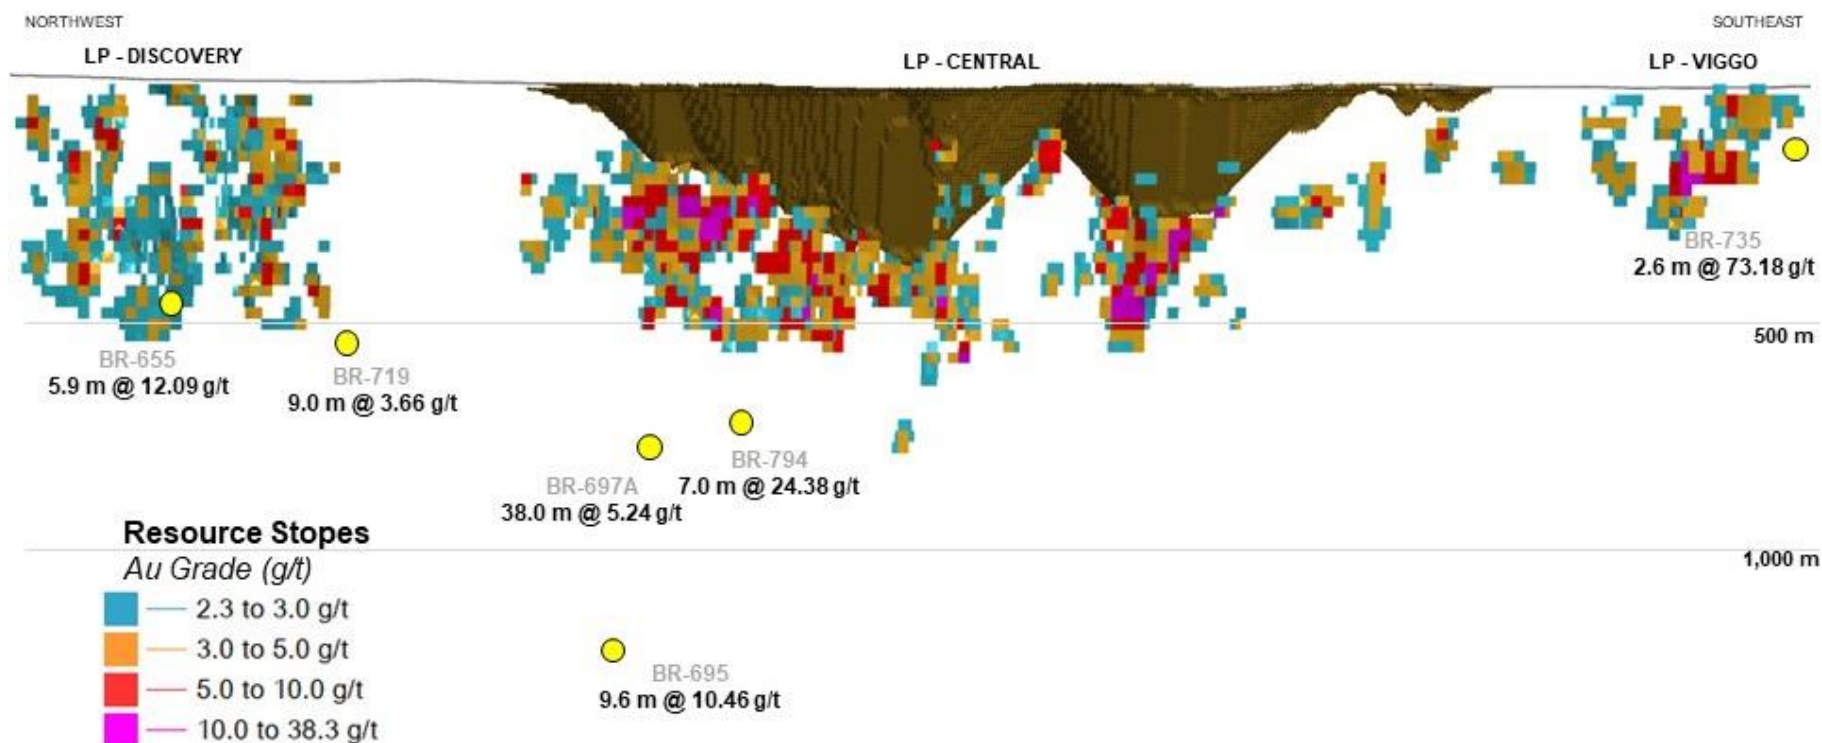 NORTHWEST
SOUTHEAST
LP - DISCOVERY
LP - CENTRAL
LP - VIGGO
BR-735
2.6 m @ 73.18 g/t
500 m
BR-655
5.9 m @ 12.09 g/t
BR-719
9.0 m @ 3.66 g/t
BR-794
7.0 m @ 24.38 g/t
BR-697A
38.0 m @ 5.24 g/t
1,000 m
Resource Stopes
Au Grade (g/t)
2.3 to 3.0 g/t
3.0 to 5.0 g/t
5.0 to 10.0 g/t
10.0 to 38.3 g/t
BR-695
9.6 m @ 10.46 g/t